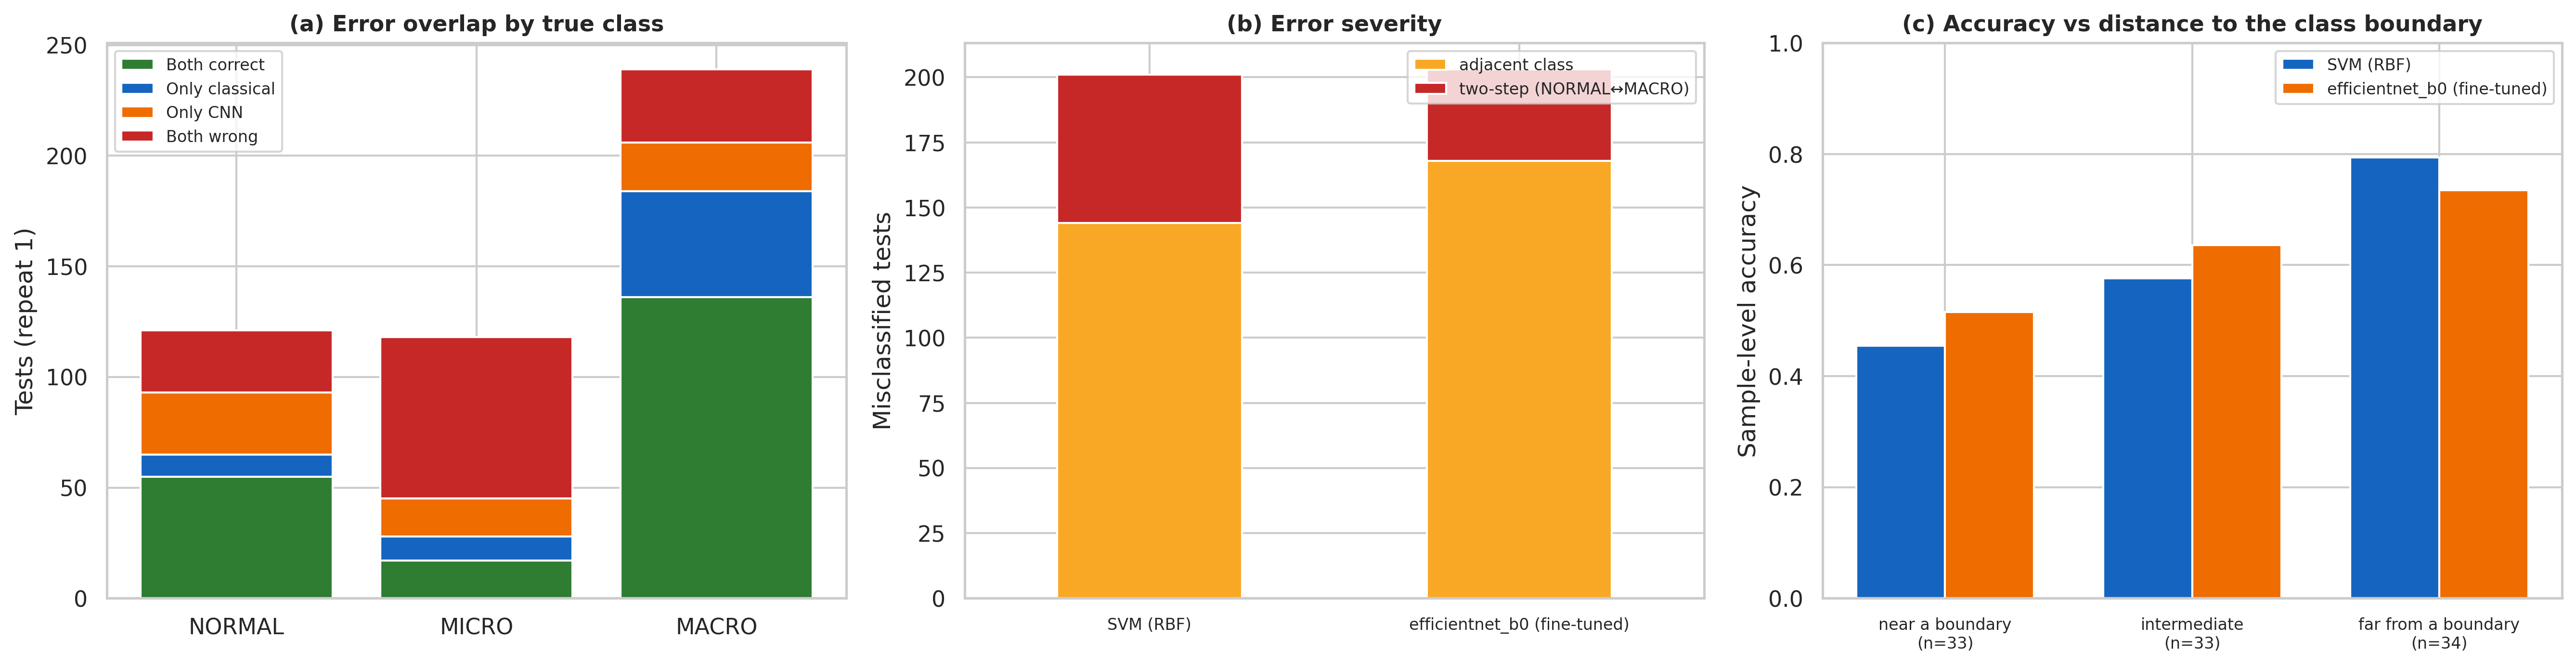 (a) Error overlap by true class
Tests (repeat 1)
250
200
150
100
50
0
Both correct
Only classical
Only CNN
Both wrong
NORMAL
MICRO
MACRO
(b) Error severity
Misclassified tests
200
175
150
125
100
75
50
25
0
adjacent class
two-step (NORMAL↔MACRO)
SVM (RBF)
efficientnet_b0 (fine-tuned)
(c) Accuracy vs distance to the class boundary
Sample-level accuracy
1.0
0.8
0.6
0.4
0.2
0.0
SVM (RBF)
efficientnet_b0 (fine-tuned)
near a boundary
(n=33)
intermediate
(n=33)
far from a boundary
(n=34)